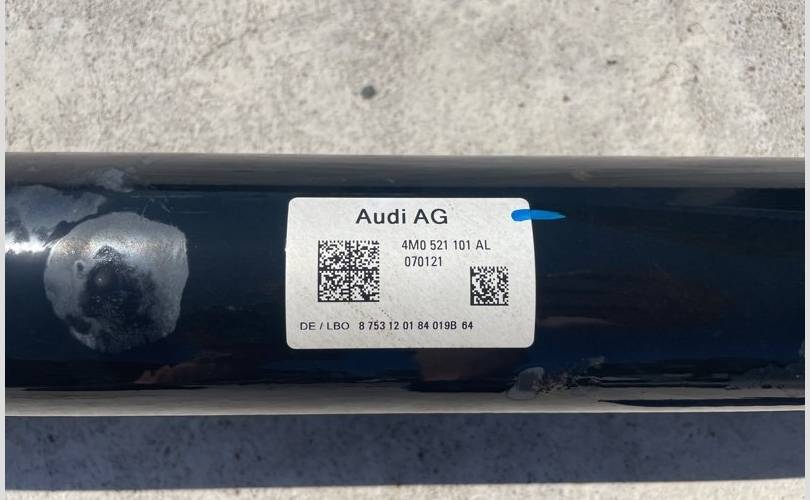 Audi AG
4M0 521 101 AL
070121
DE / LBO 8 753 12 01 84 019B 64